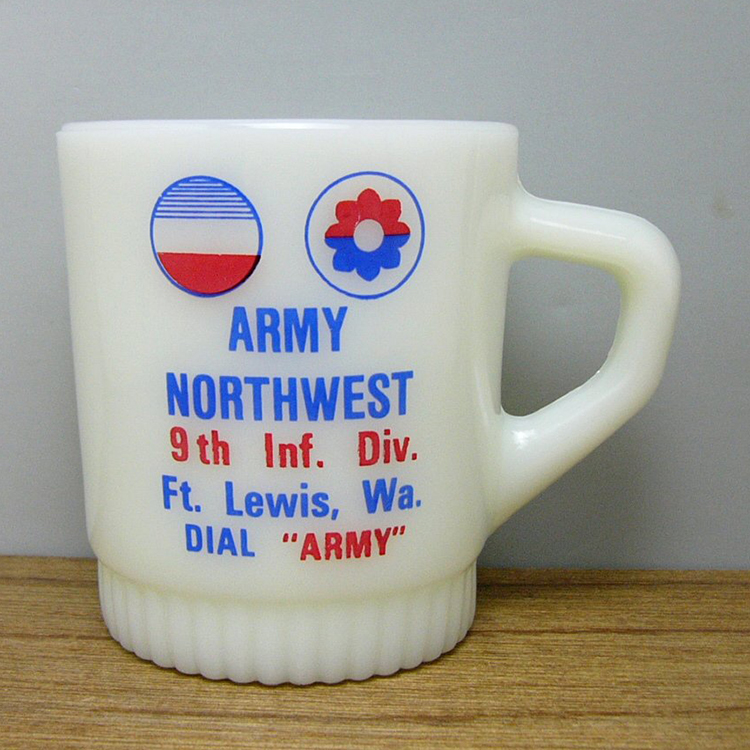 ARMY
NORTHWEST
9th Inf. Div.
Ft. Lewis, Wa.
DIAL "ARMY"